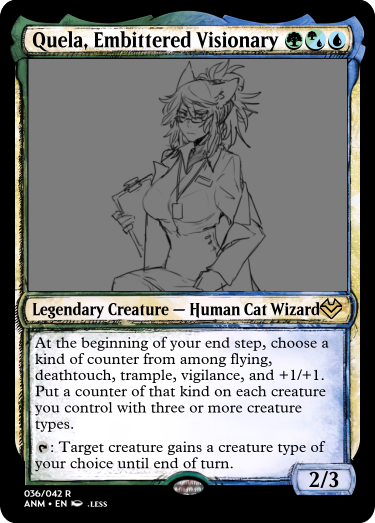 Quela, Embittered Visionary
Legendary Creature — Human Cat Wizard
At the beginning of your end step, choose a
kind of counter from among flying,
deathtouch, trample, vigilance, and +1/+1.
Put a counter of that kind on each creature
you control with three or more creature
types.
: Target creature gains a creature type of
your choice until end of turn.
2/3
036/042 R
ANM • EN .LESS